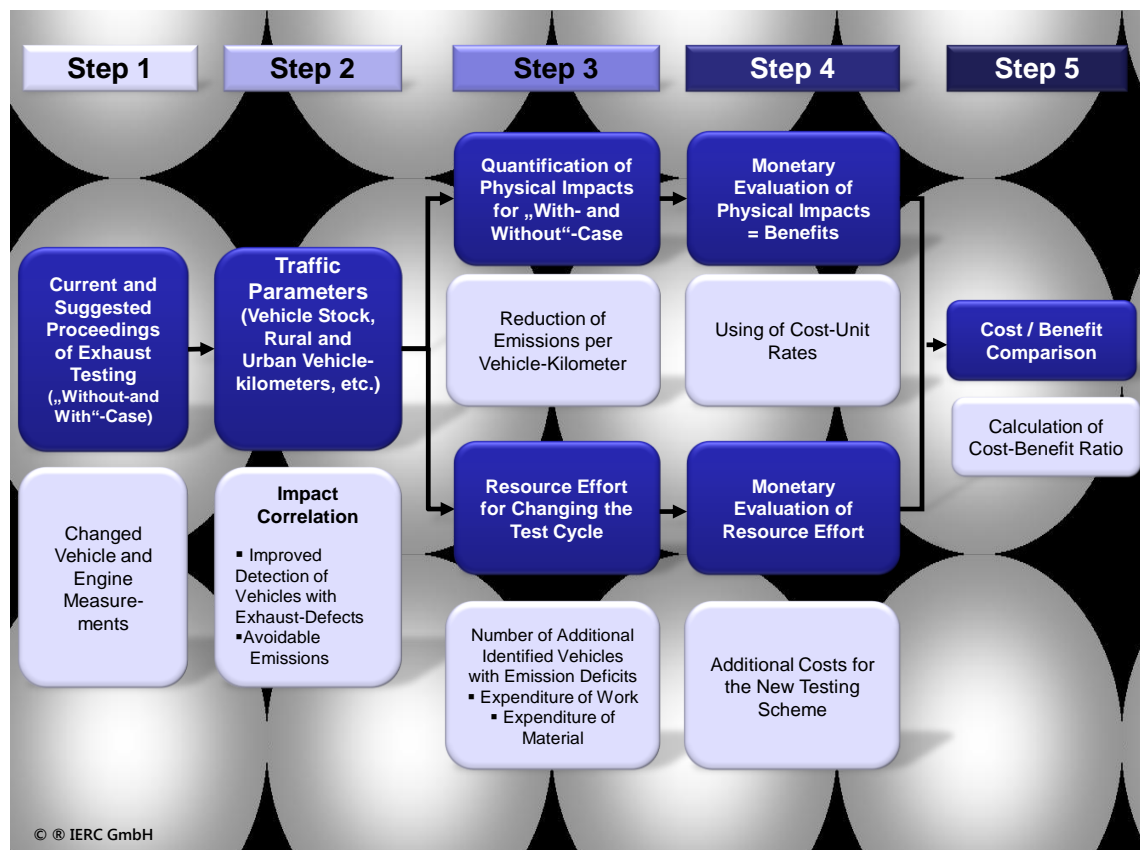 Step 1
Step 2
Step 3
Step 4
Step 5
Current and
Suggested
Proceedings
of Exhaust
Testing
(„Without-and
With“-Case)
Changed
Vehicle and
Engine
Measure-
ments
Traffic
Parameters
(Vehicle Stock,
Rural and
Urban Vehicle-
kilometers, etc.)
Impact
Correlation
▪ Improved
Detection of
Vehicles with
Exhaust-Defects
▪Avoidable
Emissions
Quantification of
Physical Impacts
for „With- and
Without“-Case
Reduction of
Emissions per
Vehicle-Kilometer
Resource Effort
for Changing the
Test Cycle
Number of Additional
Identified Vehicles
with Emission Deficits
▪ Expenditure of Work
▪ Expenditure of
Material
Monetary
Evaluation of
Physical Impacts
= Benefits
Using of Cost-Unit
Rates
Monetary
Evaluation of
Resource Effort
Additional Costs for
the New Testing
Scheme
Cost / Benefit
Comparison
Calculation of
Cost-Benefit Ratio
© ® IERC GmbH